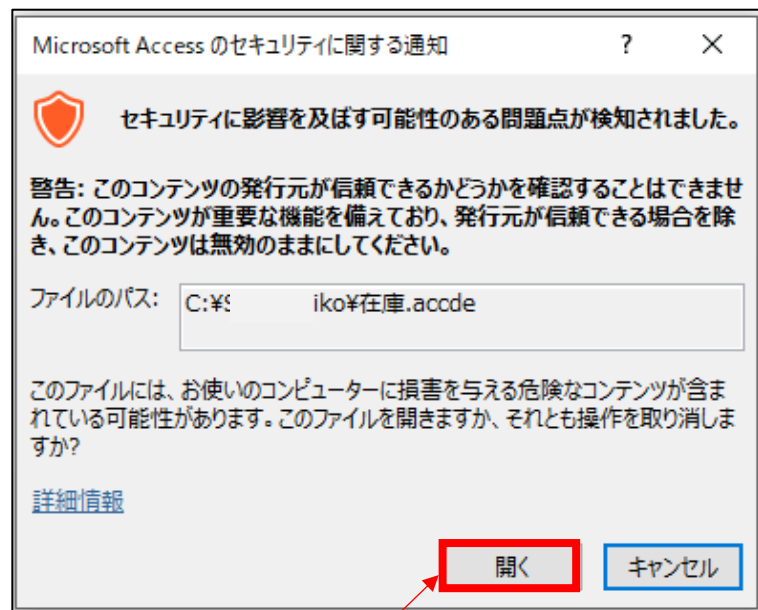 Microsoft Access のセキュリティに関する通知 ? ×
セキュリティに影響を及ぼす可能性のある問題点が検知されました。
警告: このコンテンツの発行元が信頼できるかどうかを確認することはできませ
ん。このコンテンツが重要な機能を備えており、発行元が信頼できる場合を除
き、このコンテンツは無効のままにしてください。
ファイルのパス: C:¥S iko¥在庫.accde
このファイルには、お使いのコンピューターに損害を与える危険なコンテンツが含ま
れている可能性があります。このファイルを開きますか、それとも操作を取り消しま
すか?
詳細情報
開く キャンセル